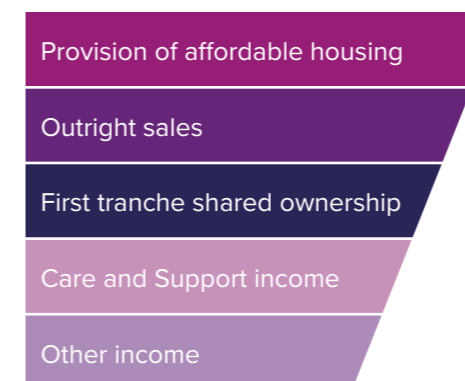 Provision of affordable housing
Outright sales
First tranche shared ownership
Care and Support income
Other income